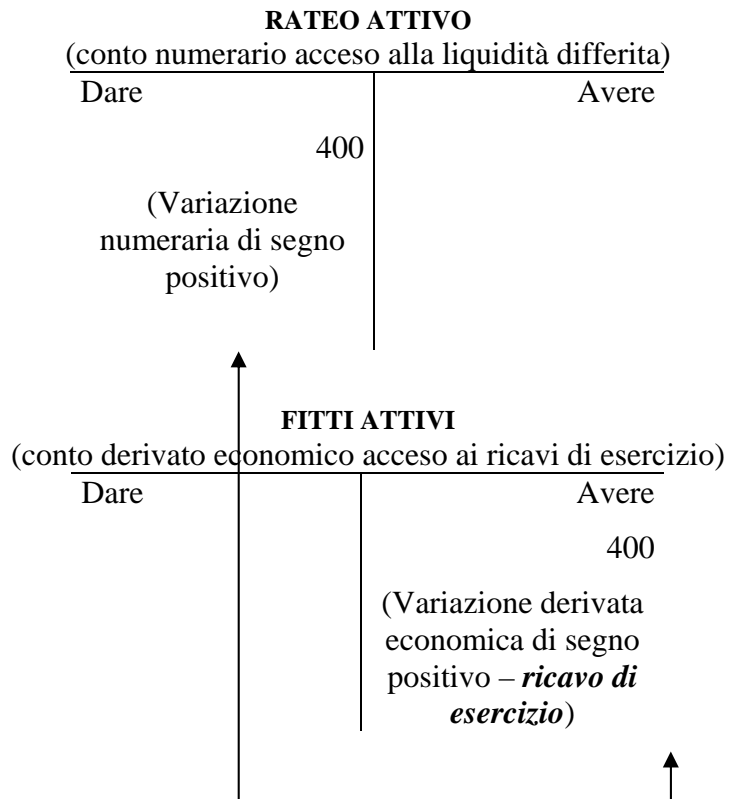 RATEO ATTIVO
(conto numerario acceso alla liquidità differita)
Dare Avere
400
(Variazione
numeraria di segno
positivo)
FITTI ATTIVI
(conto derivato economico acceso ai ricavi di esercizio)
Dare Avere
400
(Variazione derivata
economica di segno
positivo – ricavo di
esercizio)